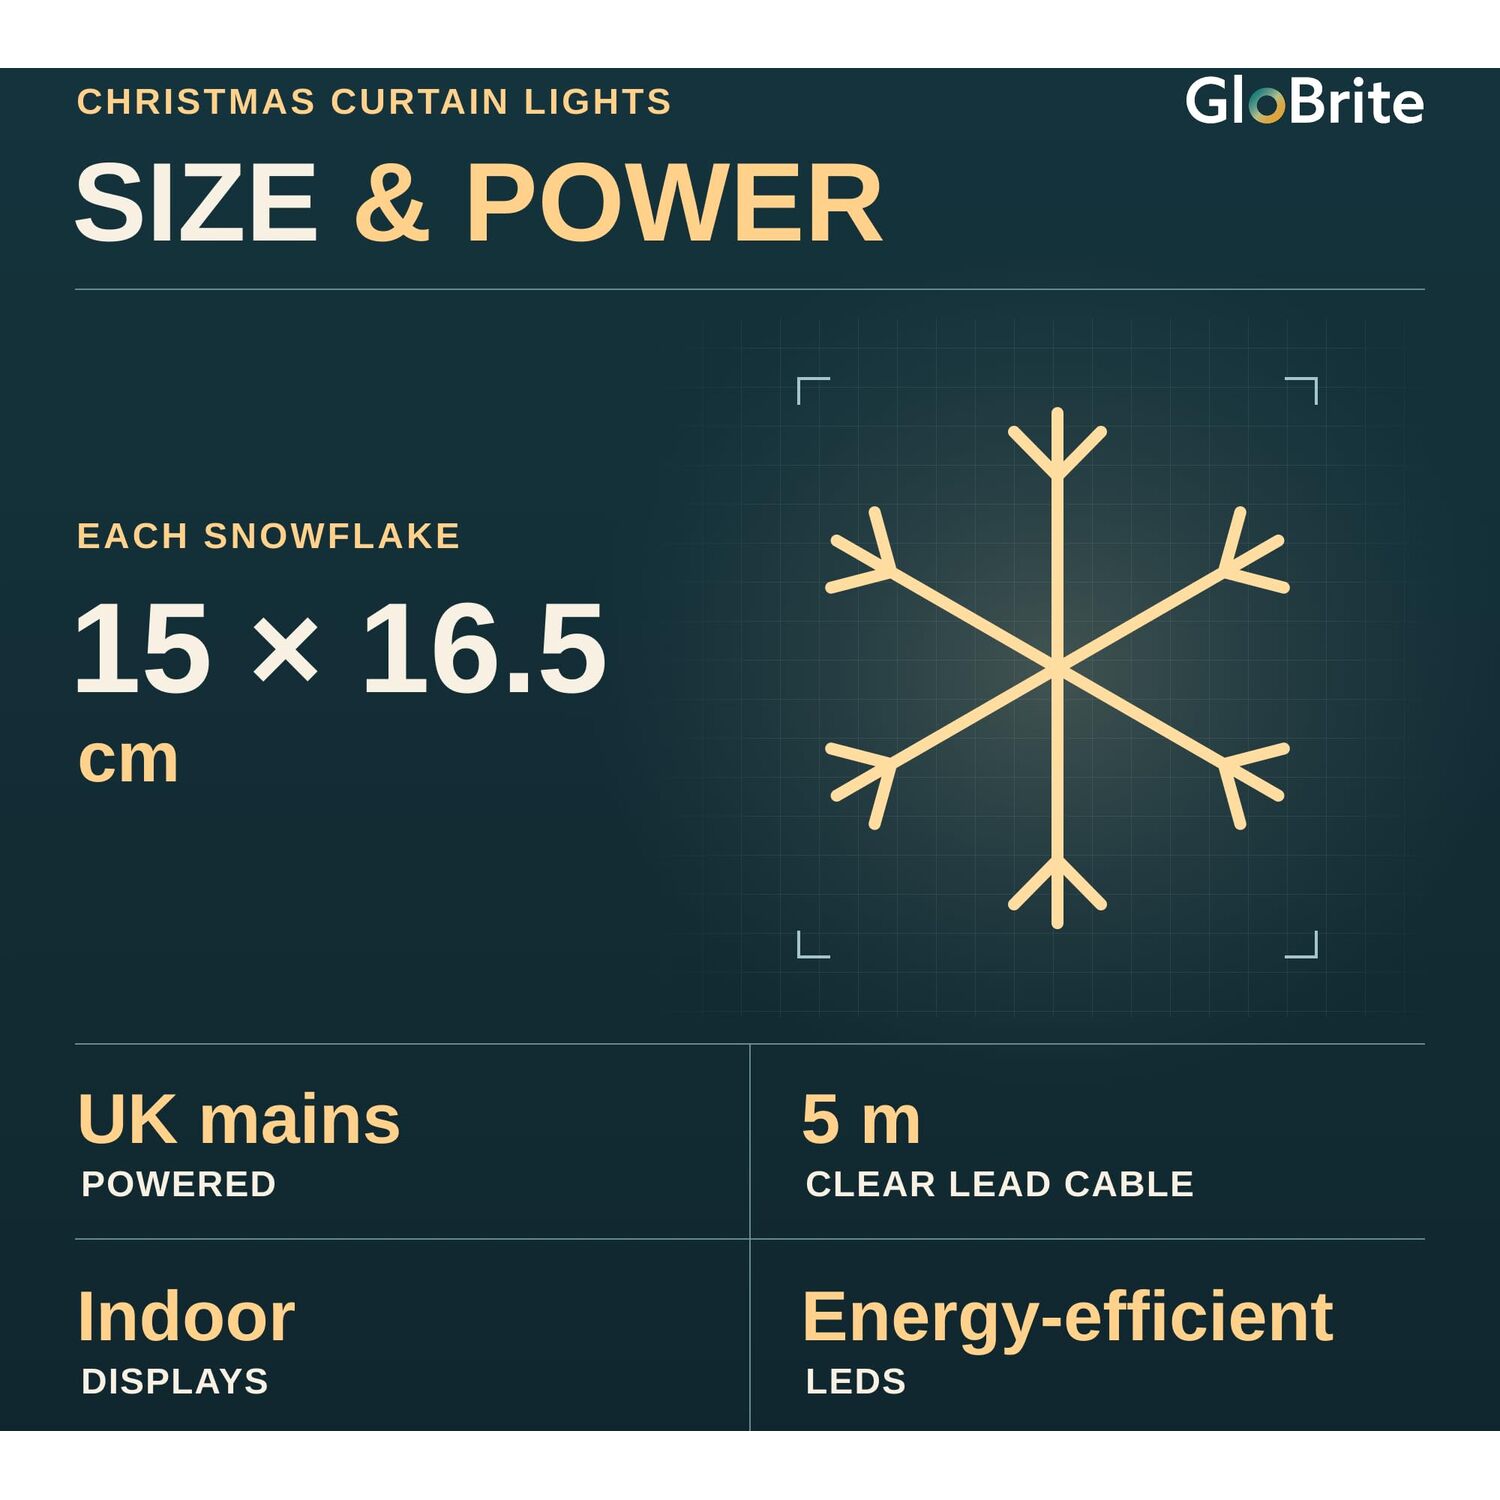 CHRISTMAS CURTAIN LIGHTS
GloBrite
SIZE & POWER
EACH SNOWFLAKE
15 × 16.5
cm
UK mains
POWERED
5 m
CLEAR LEAD CABLE
Indoor
DISPLAYS
Energy-efficient
LEDS